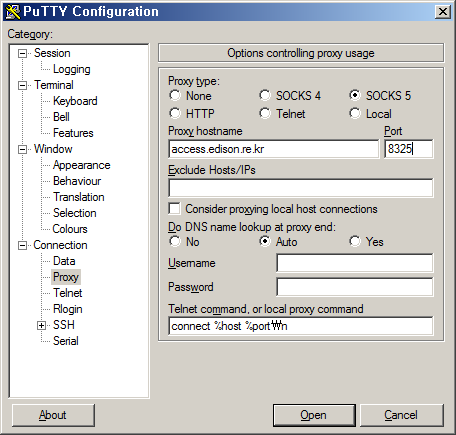 PuTTY Configuration
Category:
Session
Logging
Terminal
Keyboard
Bell
Features
Window
Appearance
Behaviour
Translation
Selection
Colours
Connection
Data
Proxy
Telnet
Rlogin
SSH
Serial
Options controlling proxy usage
Proxy type:
None SOCKS 4 SOCKS 5
HTTP Telnet Local
Proxy hostname Port
access.edison.re.kr 8325
Exclude Hosts/IPs
Consider proxying local host connections
Do DNS name lookup at proxy end:
No Auto Yes
Username
Password
Telnet command, or local proxy command
connect %host %port₩n
About Open Cancel